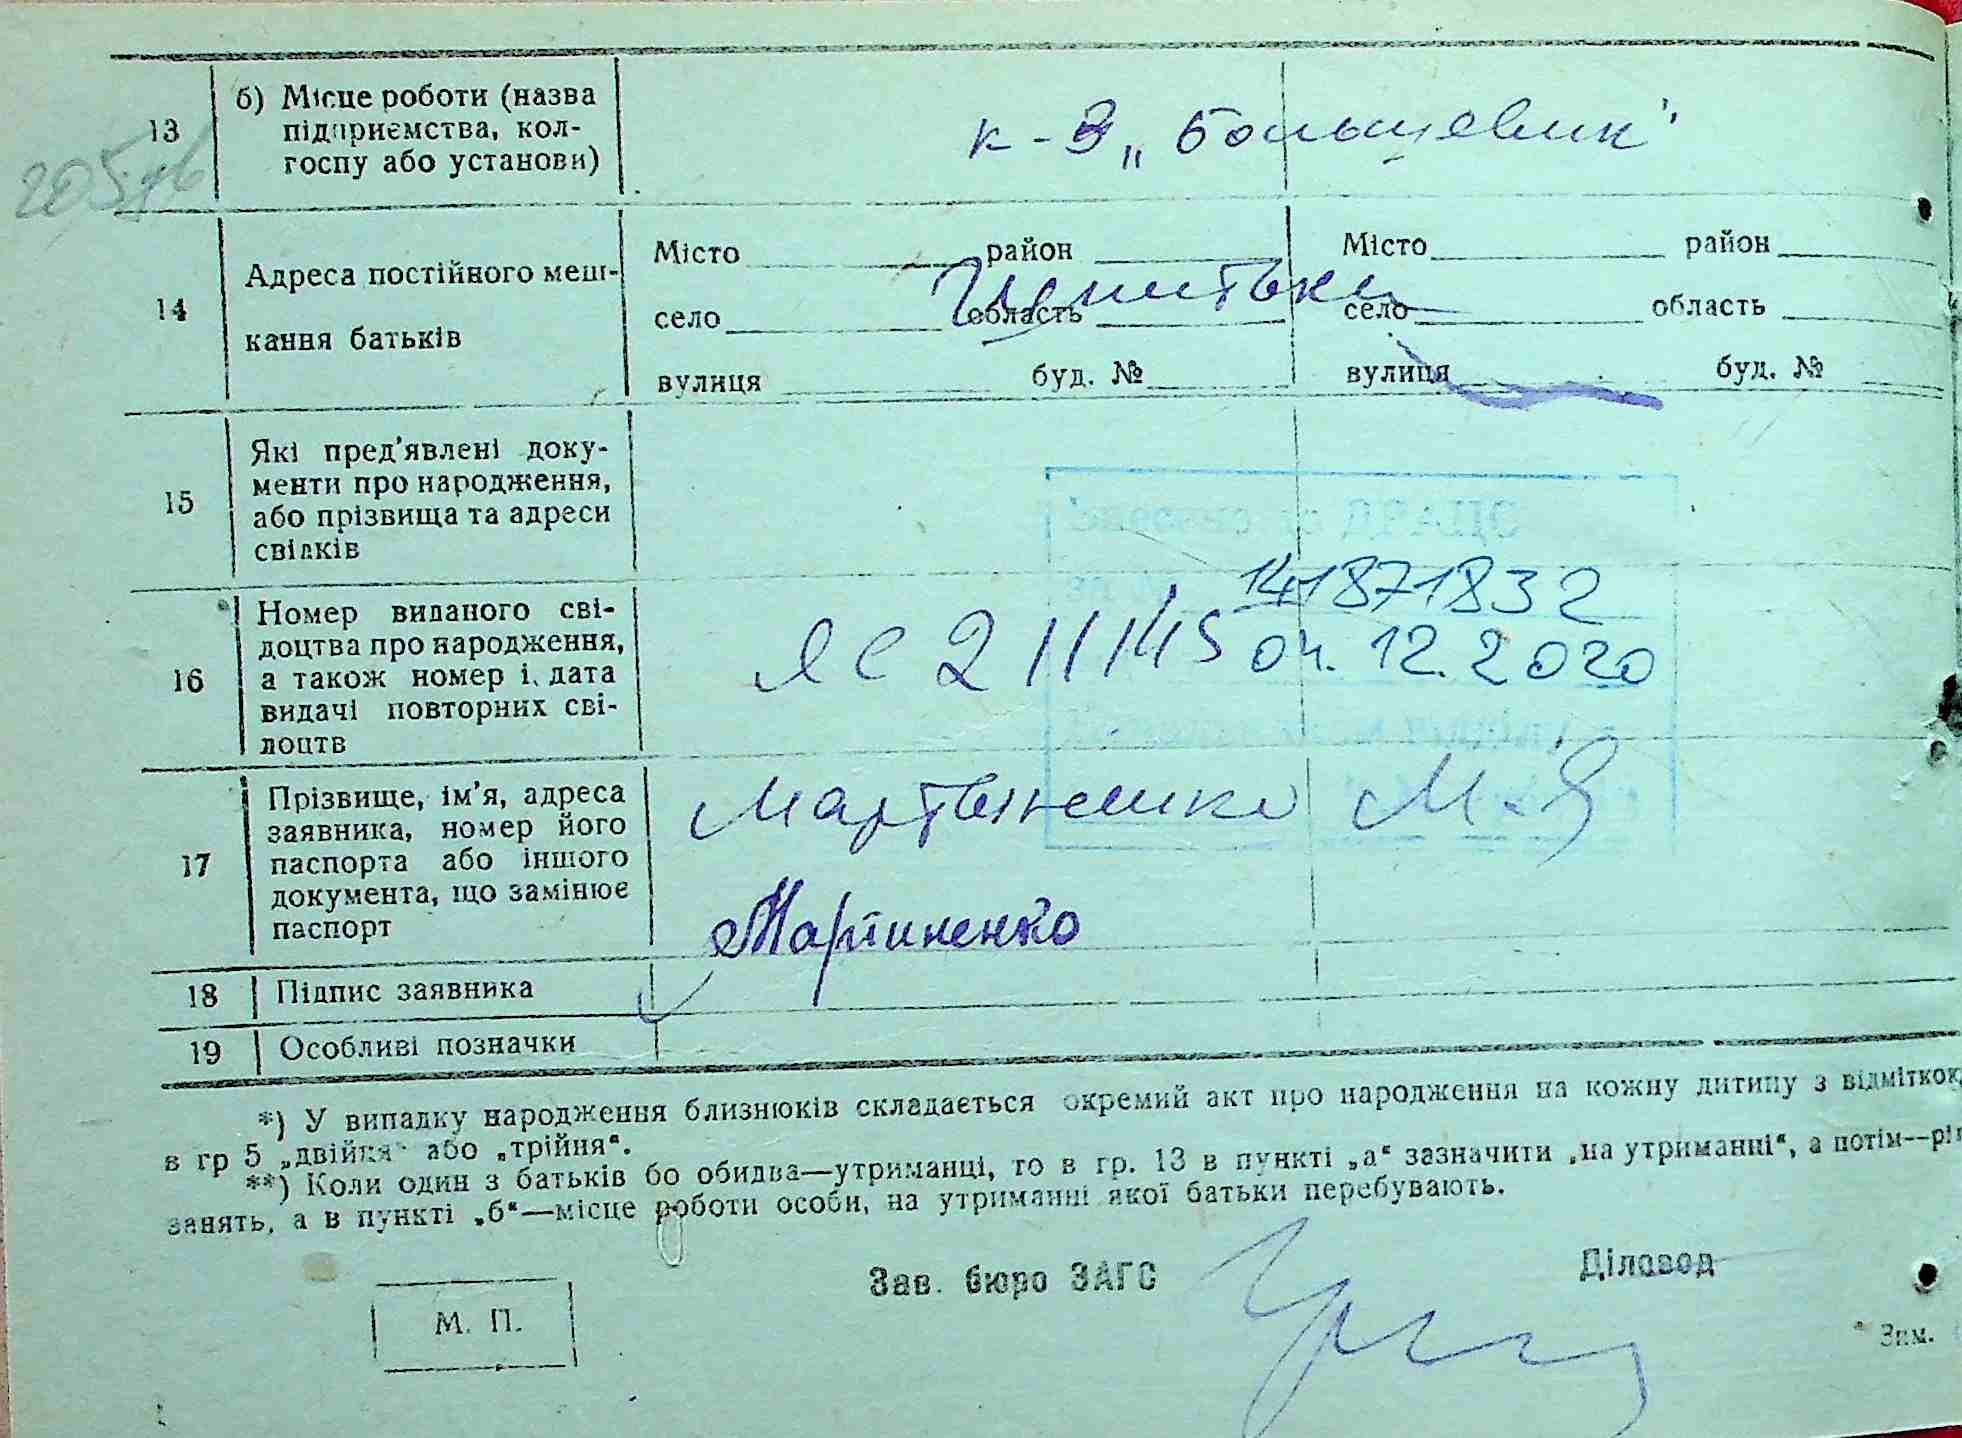 13
б) Місце роботи (назва
підприємства, кол-
госпу або установи)
к-з „Большевик"
14
Адреса постійного меш-
кання батьків
Місто район
село область
вулиця буд. №
Місто район
село область
вулиця буд. №
15
Які пред'явлені доку-
менти про народження,
або прізвища та адреси
свідків
16
Номер виданого сві-
доцтва про народження,
а також номер і дата
видачі повторних сві-
доцтв
141871832
ЯС 211145 04.12.2020
17
Прізвище, ім'я, адреса
заявника, номер його
паспорта або іншого
документа, що замінює
паспорт
Мартыненко М.Я
Мартиненко
18 Підпис заявника
19 Особливі позначки
*) У випадку народження близнюків складається окремий акт про народження на кожну дитину з відміткою
в гр 5 „двійня" або „трійня".
**) Коли один з батьків бо обидва—утриманці, то в гр. 13 в пункті „а" зазначити „на утриманні", а потім—рід
занять, а в пункті „б"—місце роботи особи, на утриманні якої батьки перебувають.
Зав. бюро ЗАГС
Діловод
М. П.
Зам.